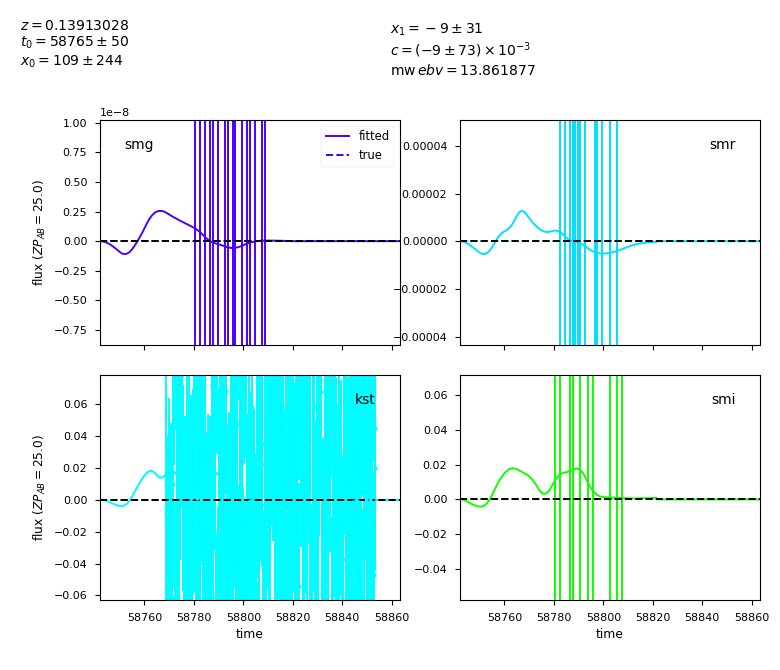 z = 0.13913028
t₀ = 58765 ± 50
x₀ = 109 ± 244
x₁ = − 9 ± 31
c = (−9 ± 73) × 10⁻³
mw ebv = 13.861877
1e−8
smg
fitted
true
1.00
0.75
0.50
0.25
0.00
−0.25
−0.50
−0.75
flux (ZP_AB = 25.0)
smr
0.00004
0.00002
0.00000
−0.00002
−0.00004
kst
0.06
0.04
0.02
0.00
−0.02
−0.04
−0.06
flux (ZP_AB = 25.0)
58760 58780 58800 58820 58840 58860
time
smi
0.06
0.04
0.02
0.00
−0.02
−0.04
58760 58780 58800 58820 58840 58860
time